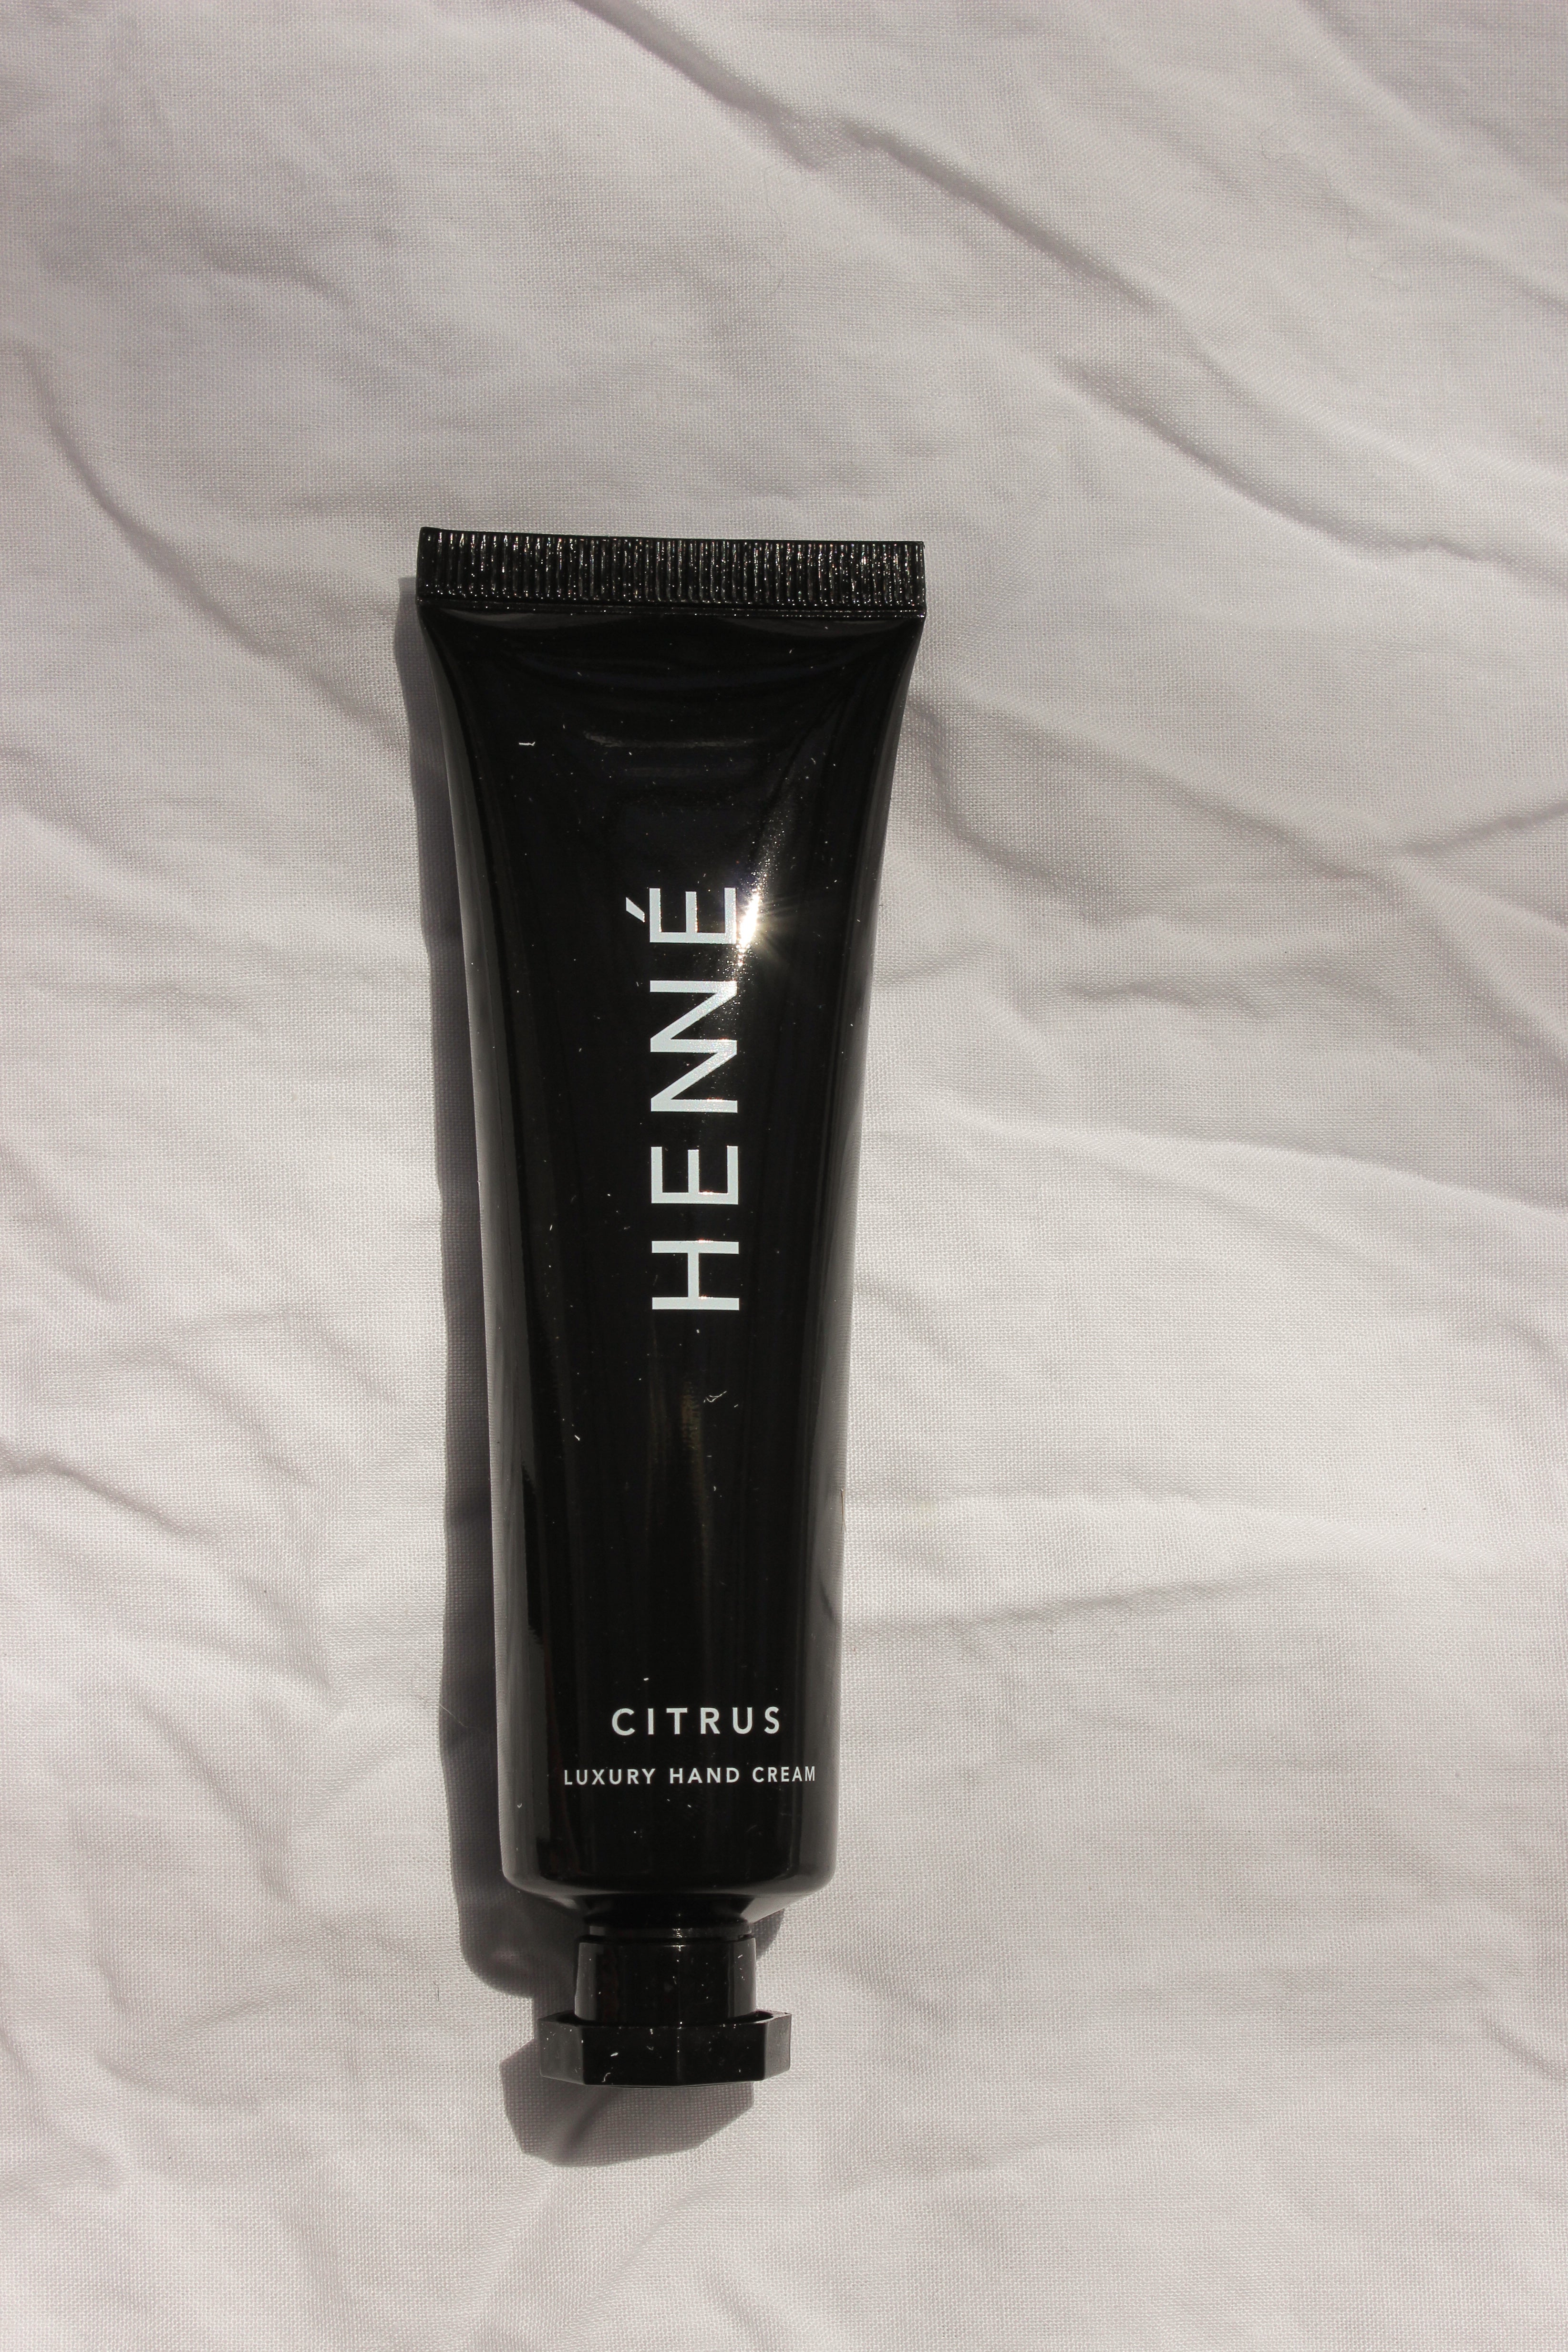 HENNÉ
CITRUS
LUXURY HAND CREAM